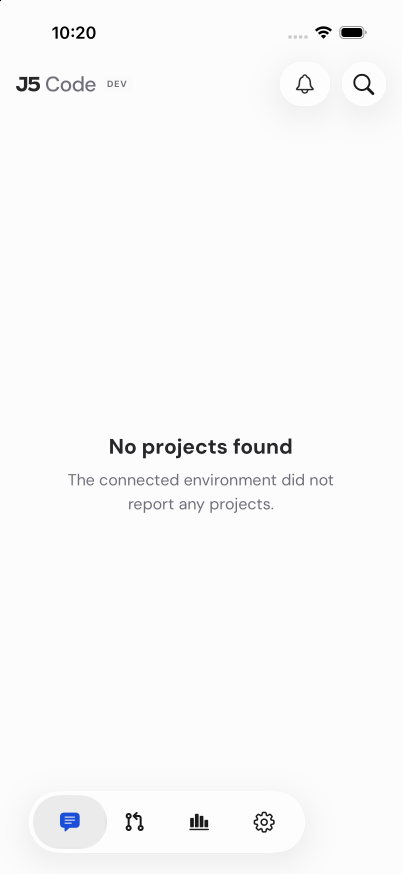 10:20
J5 Code DEV
No projects found
The connected environment did not
report any projects.